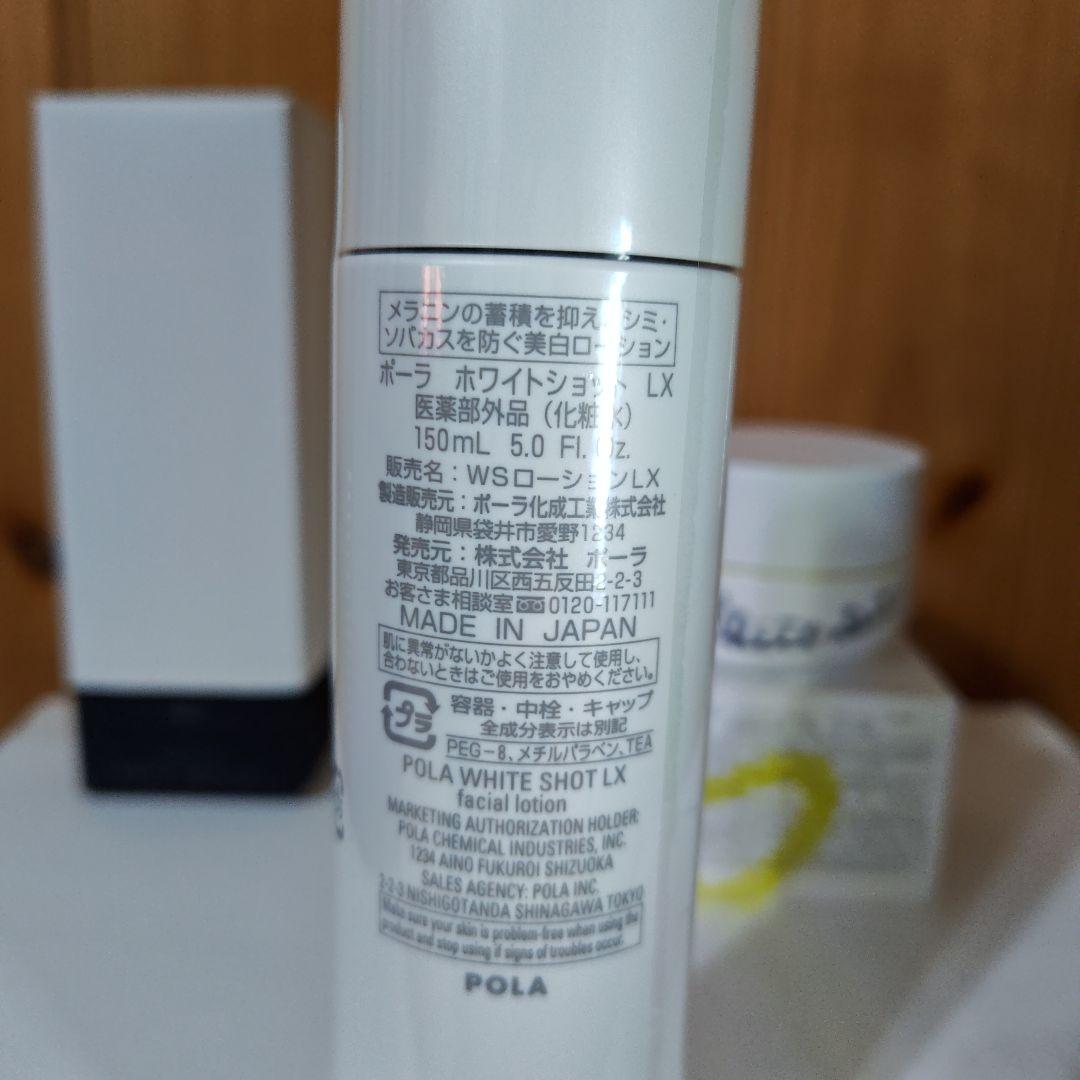 メラニンの蓄積を抑え、シミ・
ソバカスを防ぐ美白ローション
ポーラ ホワイトショット LX
医薬部外品(化粧水)
150mL 5.0 Fl. Oz.
販売名:WSローションLX
製造販売元:ポーラ化成工業株式会社
静岡県袋井市愛野1234
発売元:株式会社 ポーラ
東京都品川区西五反田2-2-3
お客さま相談室 0120-117111
MADE IN JAPAN
肌に異常がないかよく注意して使用し、
合わないときはご使用をおやめください。
プラ
容器・中栓・キャップ
全成分表示は別記
PEG-8、メチルパラベン、TEA
POLA WHITE SHOT LX
facial lotion
MARKETING AUTHORIZATION HOLDER:
POLA CHEMICAL INDUSTRIES, INC.
1234 AINO FUKUROI SHIZUOKA
SALES AGENCY: POLA INC.
2-2-3 NISHIGOTANDA SHINAGAWA TOKYO
Make sure your skin is problem-free when using the
product and stop using if signs of troubles occur.
POLA